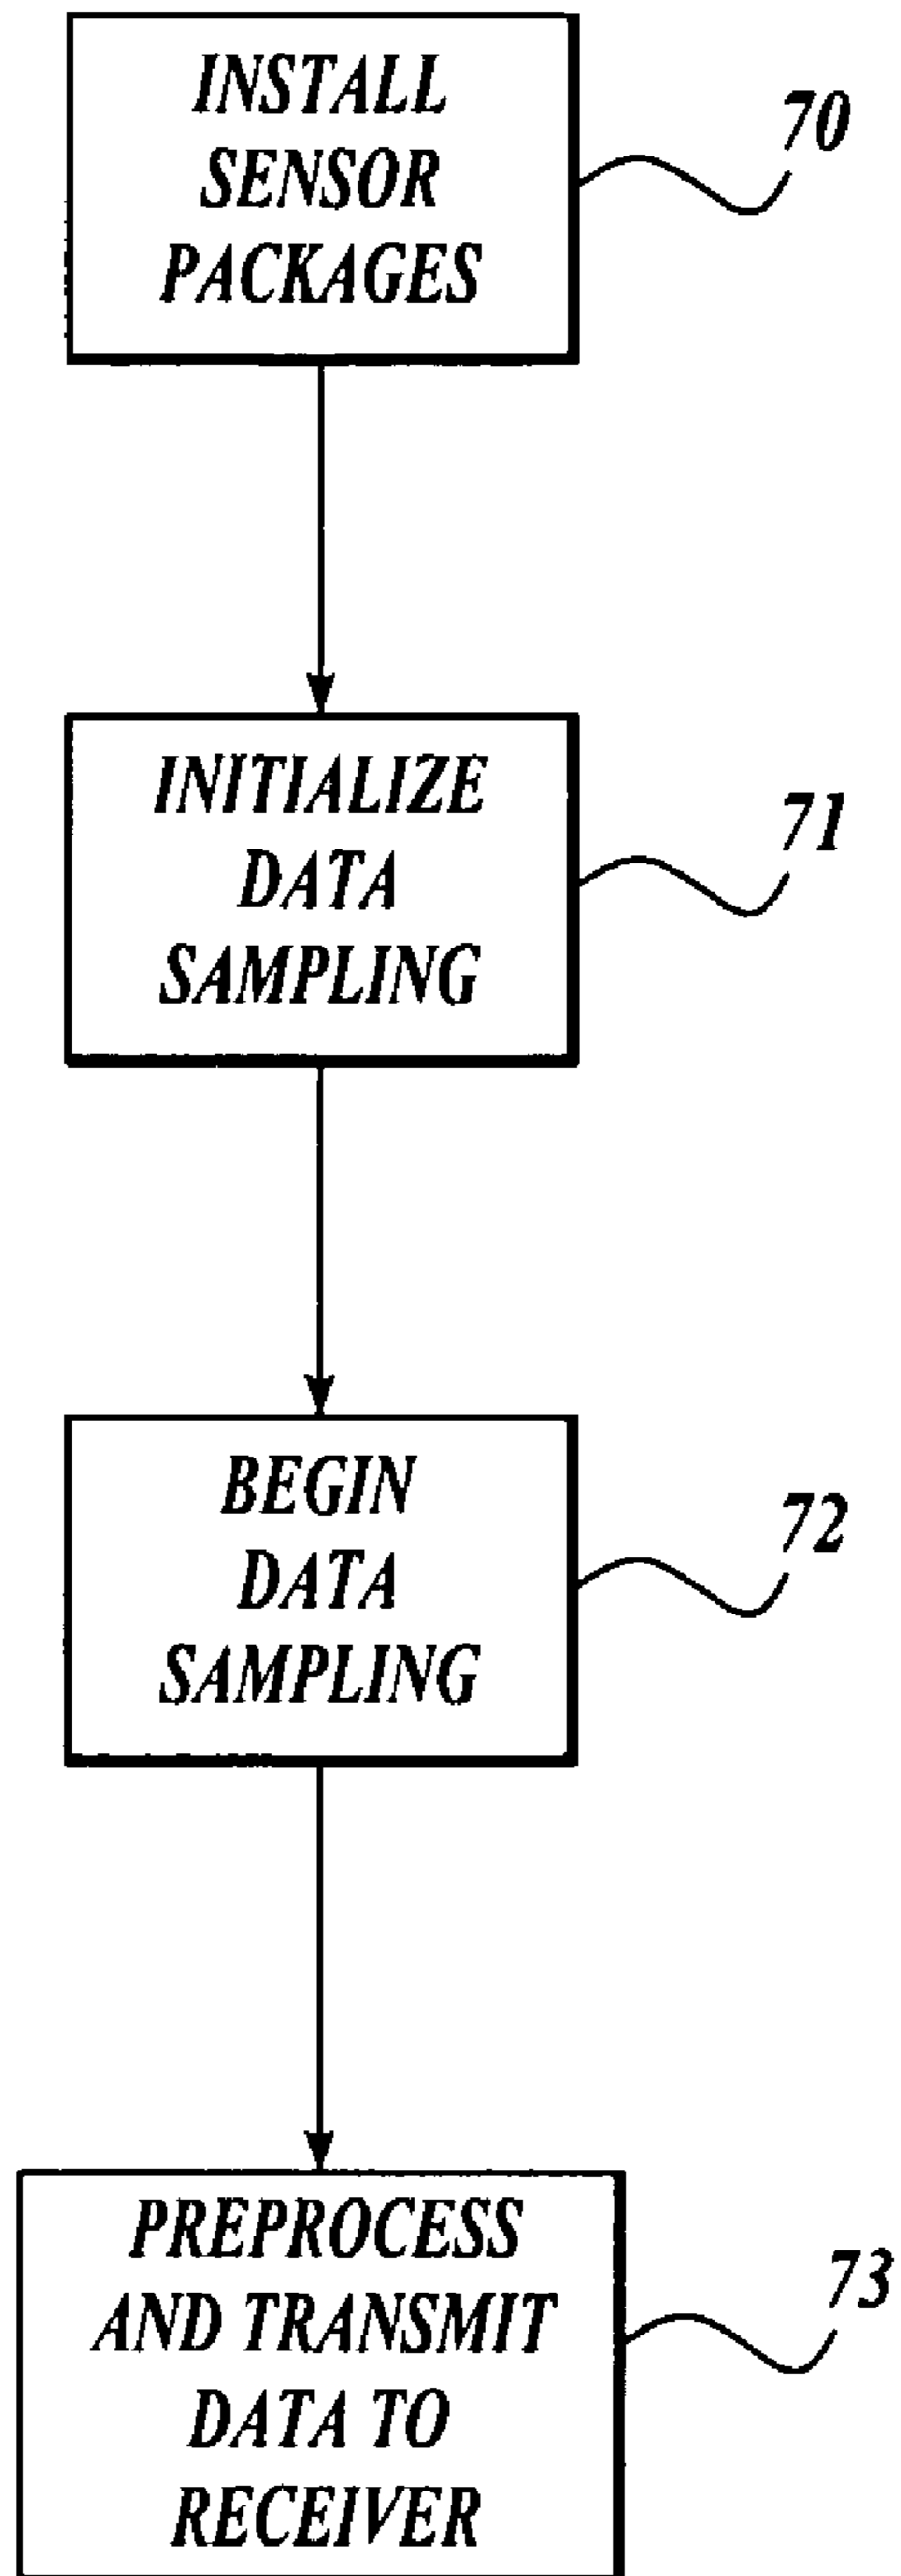 INSTALL
SENSOR
PACKAGES
70
INITIALIZE
DATA
SAMPLING
71
BEGIN
DATA
SAMPLING
72
PREPROCESS
AND TRANSMIT
DATA TO
RECEIVER
73